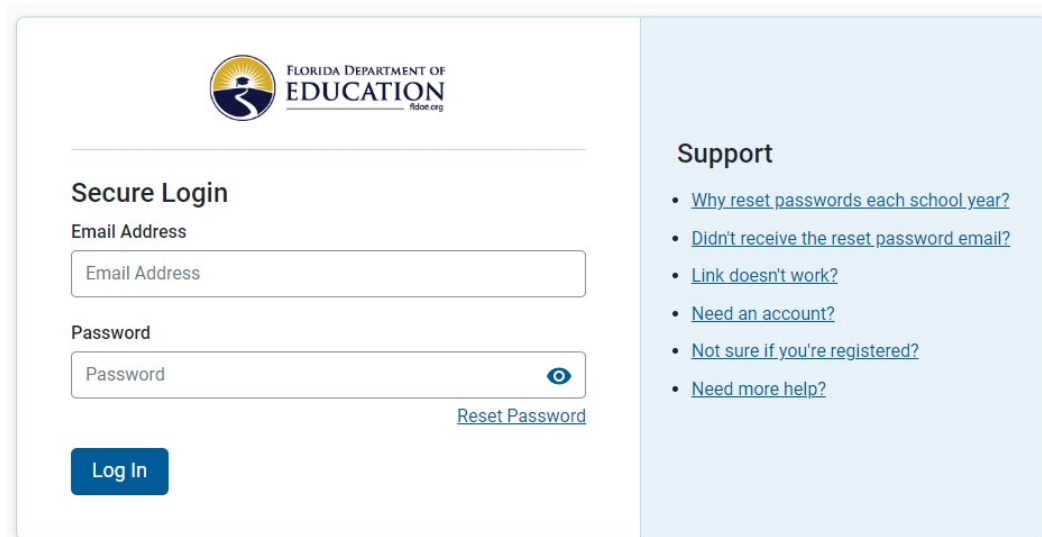 FLORIDA DEPARTMENT OF
EDUCATION
fldoe.org
Secure Login
Email Address
Email Address
Password
Password
Reset Password
Log In
Support
Why reset passwords each school year?
Didn't receive the reset password email?
Link doesn't work?
Need an account?
Not sure if you're registered?
Need more help?